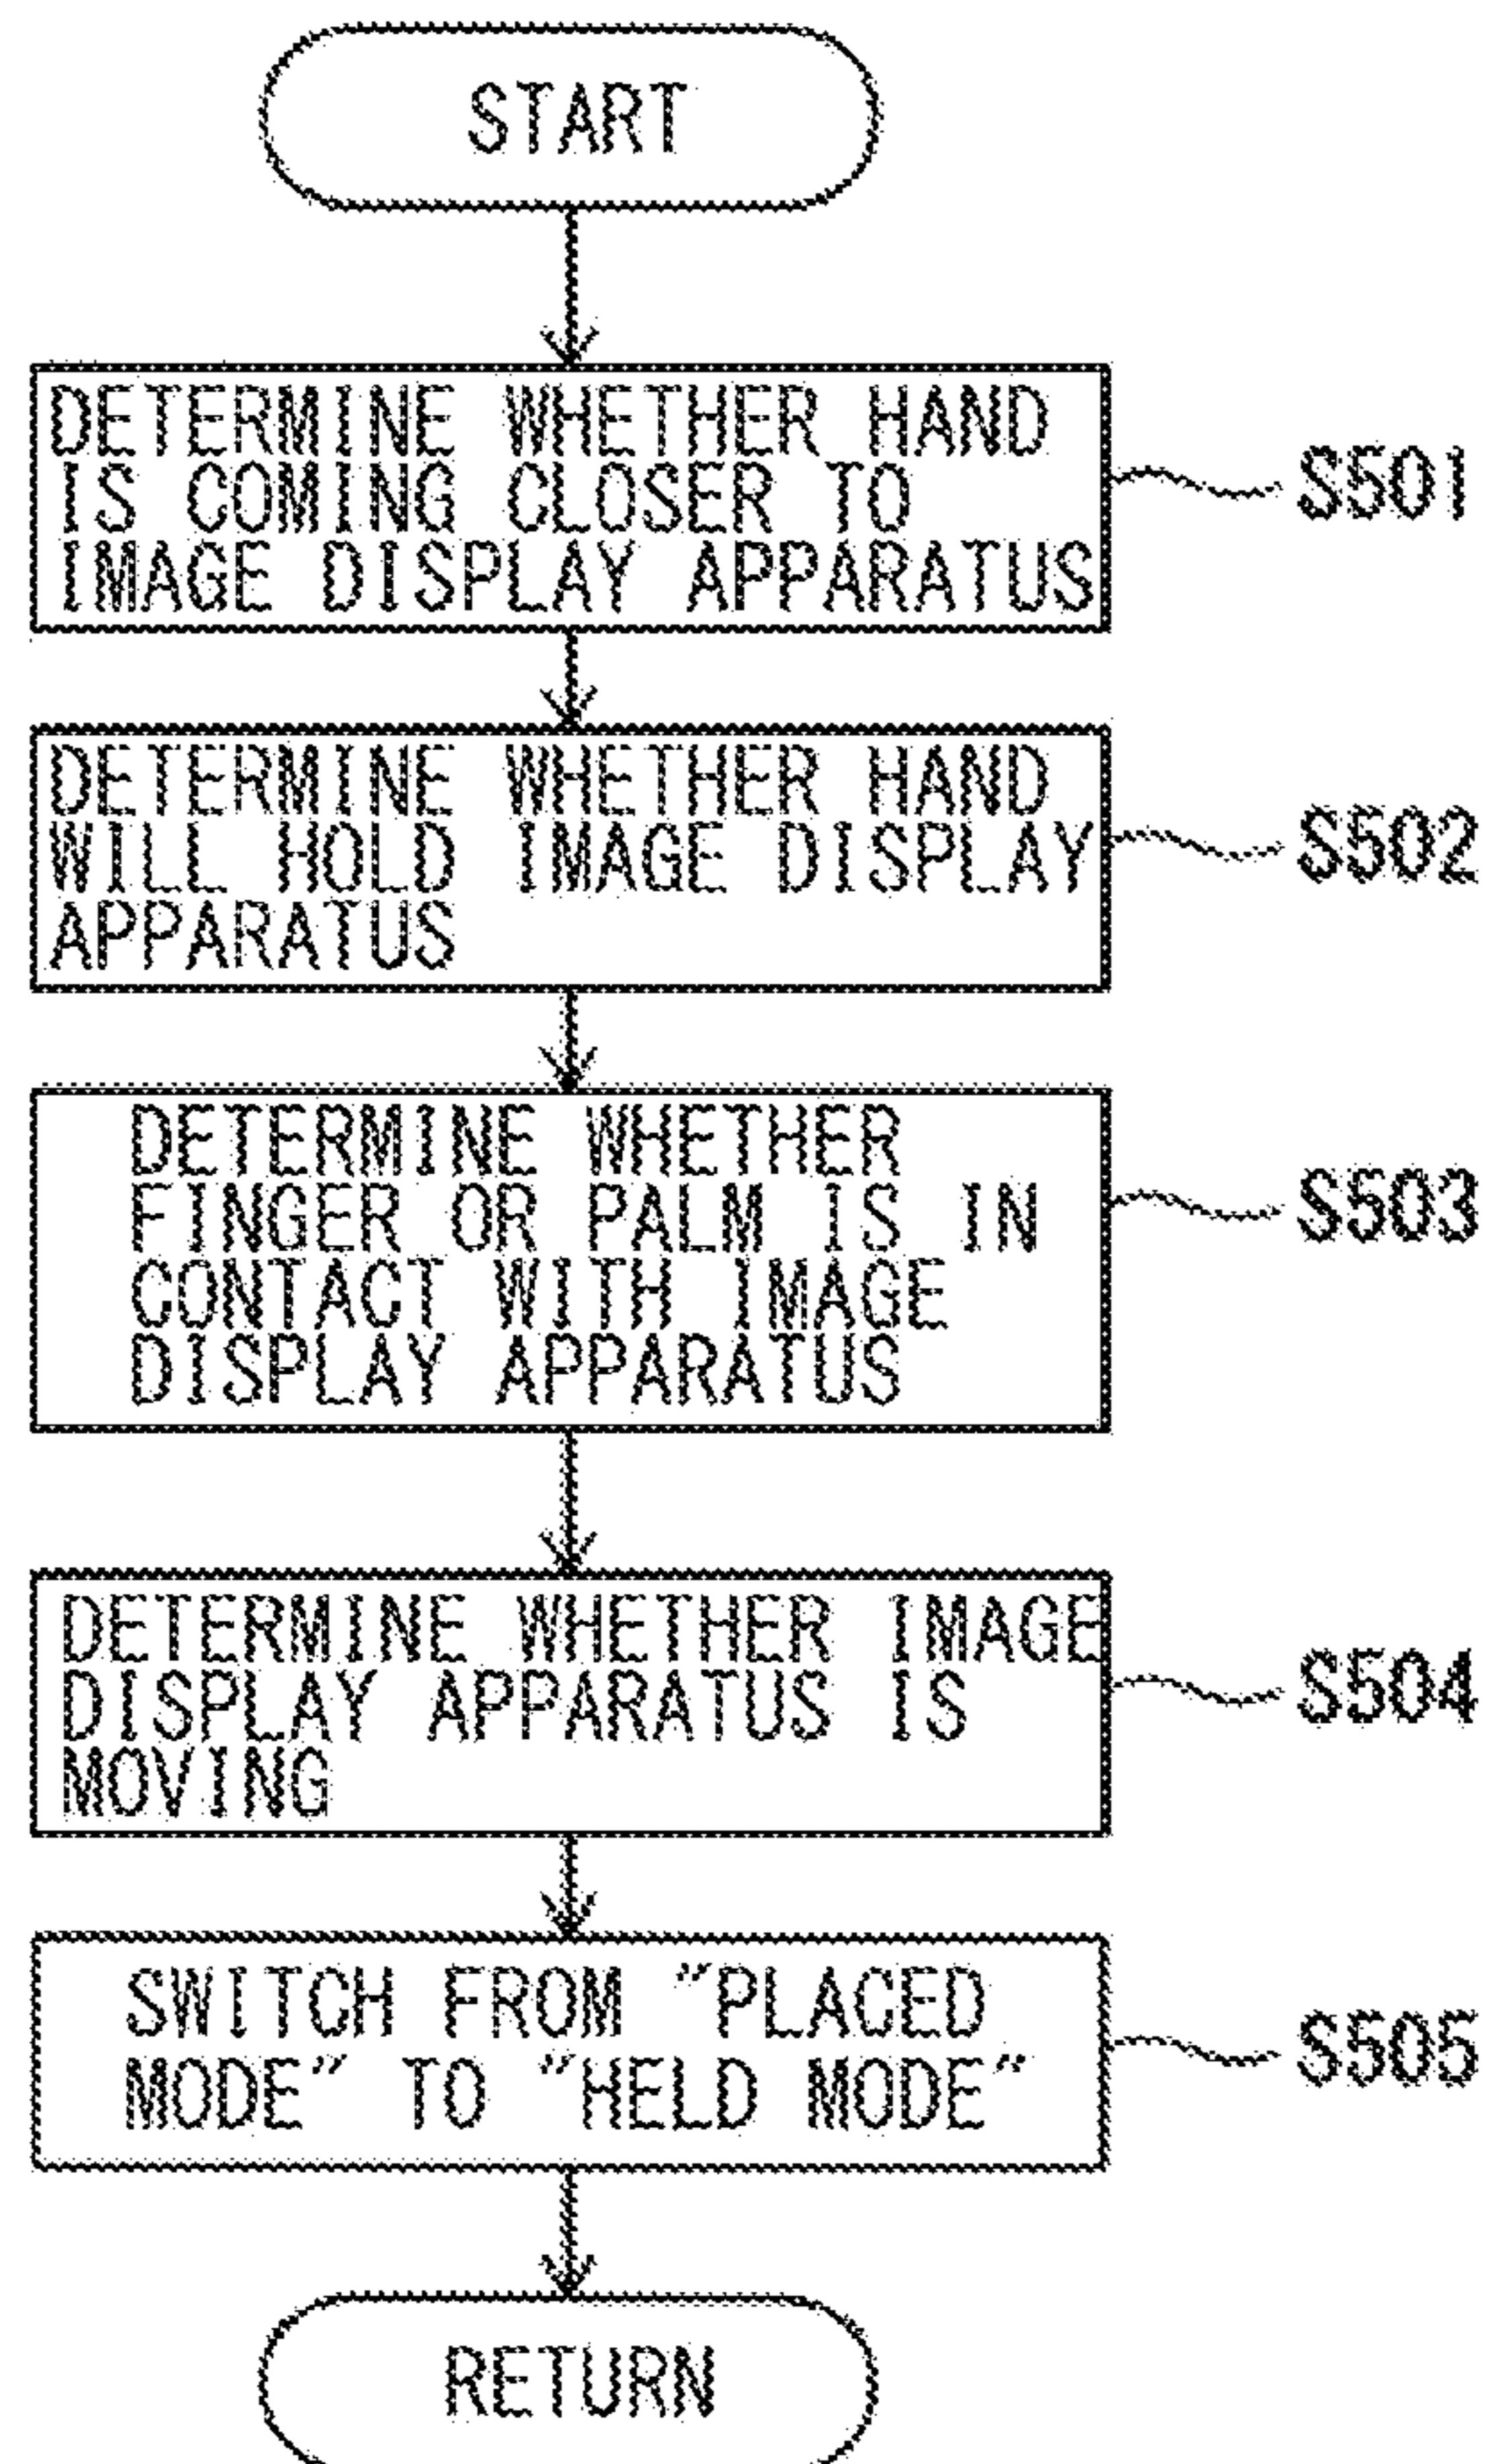 START
DETERMINE WHETHER HAND
IS COMING CLOSER TO
IMAGE DISPLAY APPARATUS
S501
DETERMINE WHETHER HAND
WILL HOLD IMAGE DISPLAY
APPARATUS
S502
DETERMINE WHETHER
FINGER OR PALM IS IN
CONTACT WITH IMAGE
DISPLAY APPARATUS
S503
DETERMINE WHETHER IMAGE
DISPLAY APPARATUS IS
MOVING
S504
SWITCH FROM "PLACED
MODE" TO "HELD MODE"
S505
RETURN